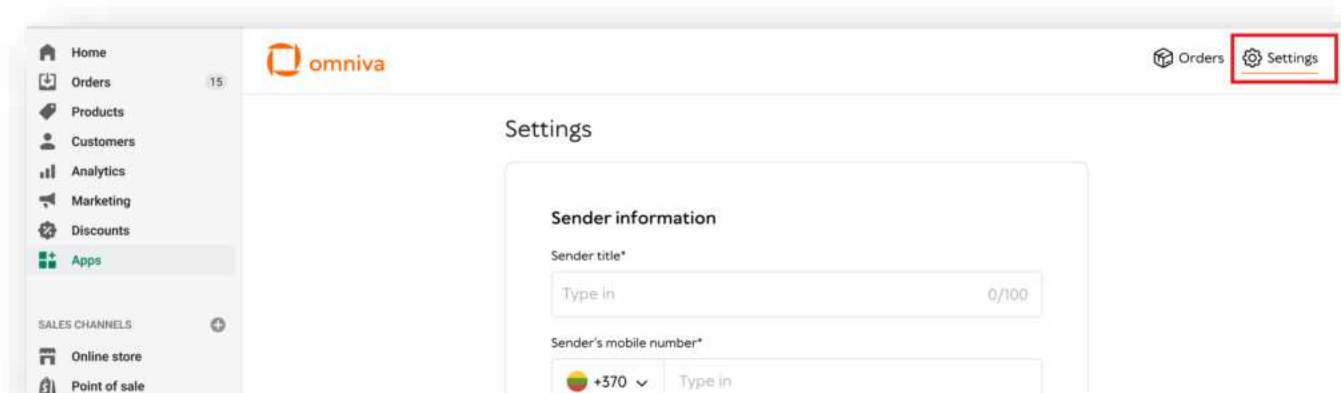 Home
Orders 15
Products
Customers
Analytics
Marketing
Discounts
Apps
SALES CHANNELS
Online store
Point of sale
omniva
Orders Settings
Settings
Sender information
Sender title*
Type in 0/100
Sender's mobile number*
+370 Type in